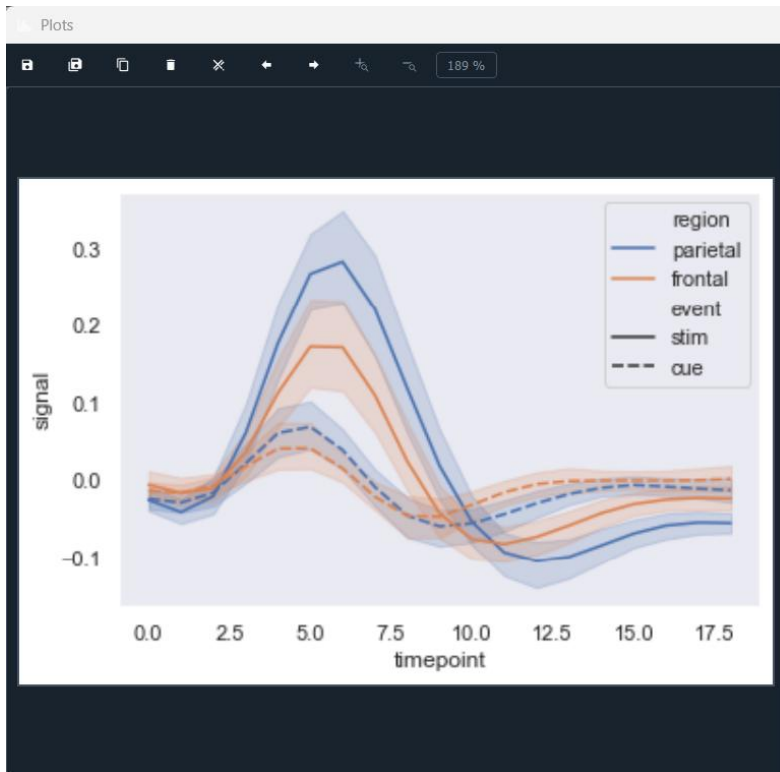 Plots
189 %
region
parietal
frontal
event
stim
cue
signal
0.3
0.2
0.1
0.0
−0.1
0.0 2.5 5.0 7.5 10.0 12.5 15.0 17.5
timepoint